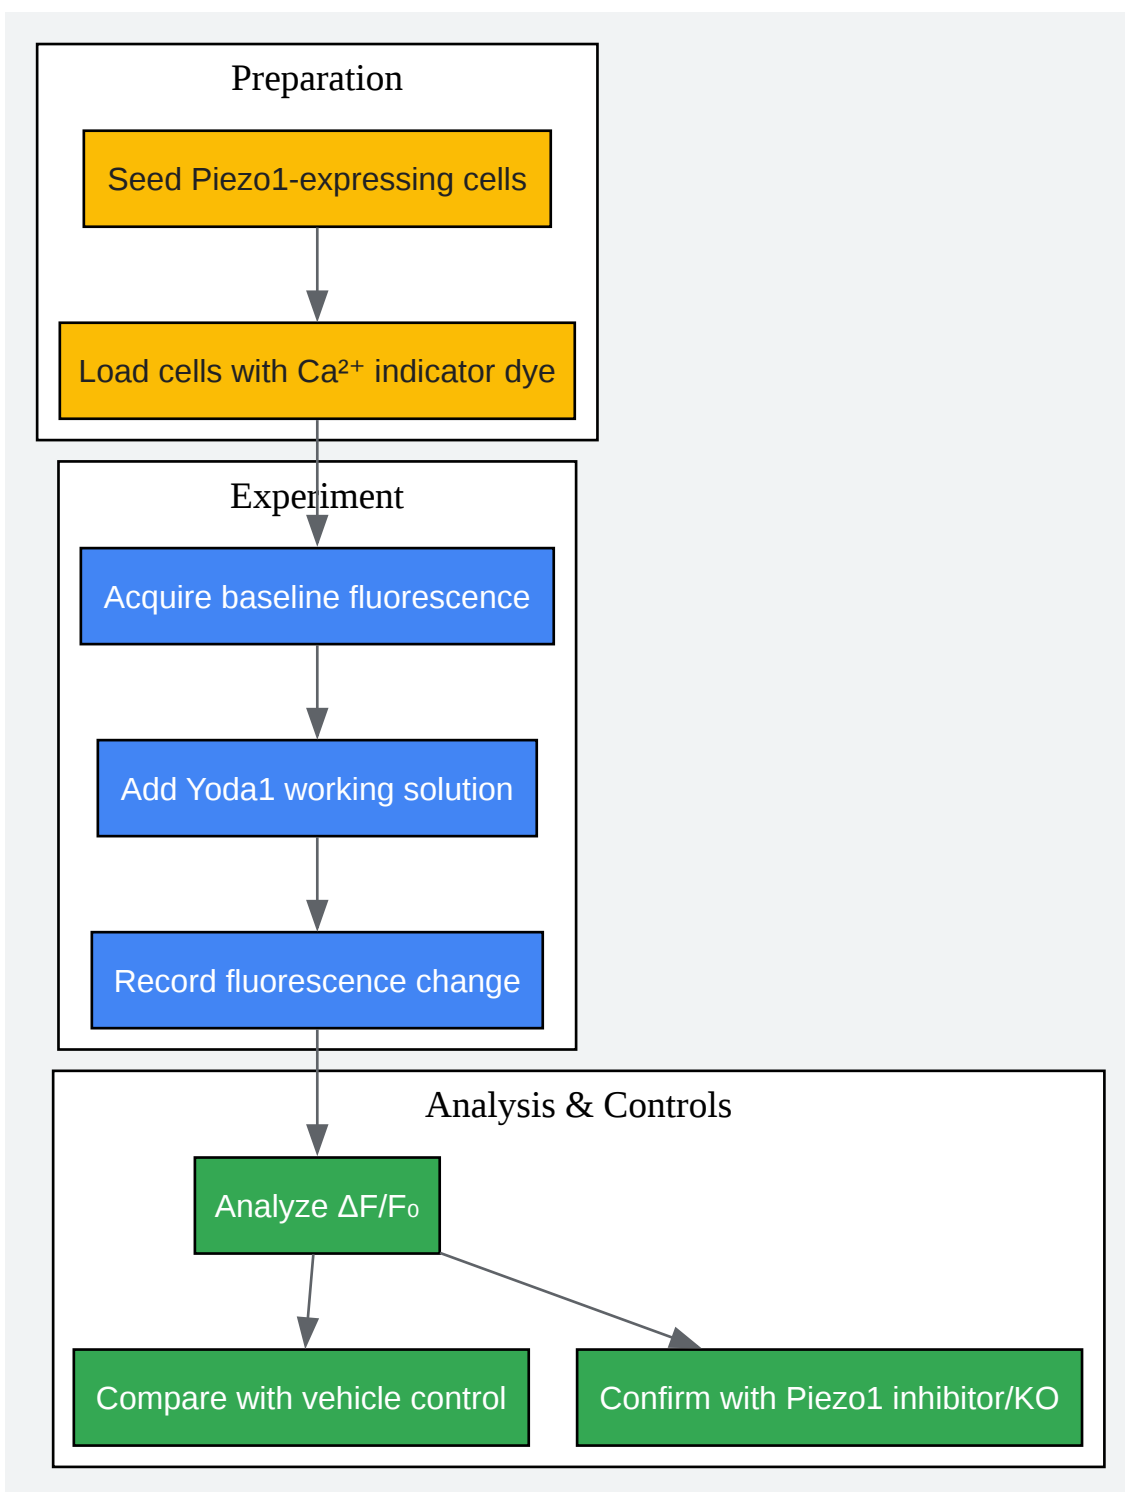 Preparation
Seed Piezo1-expressing cells
Load cells with Ca²⁺ indicator dye
Experiment
Acquire baseline fluorescence
Add Yoda1 working solution
Record fluorescence change
Analysis & Controls
Analyze ΔF/F₀
Compare with vehicle control
Confirm with Piezo1 inhibitor/KO